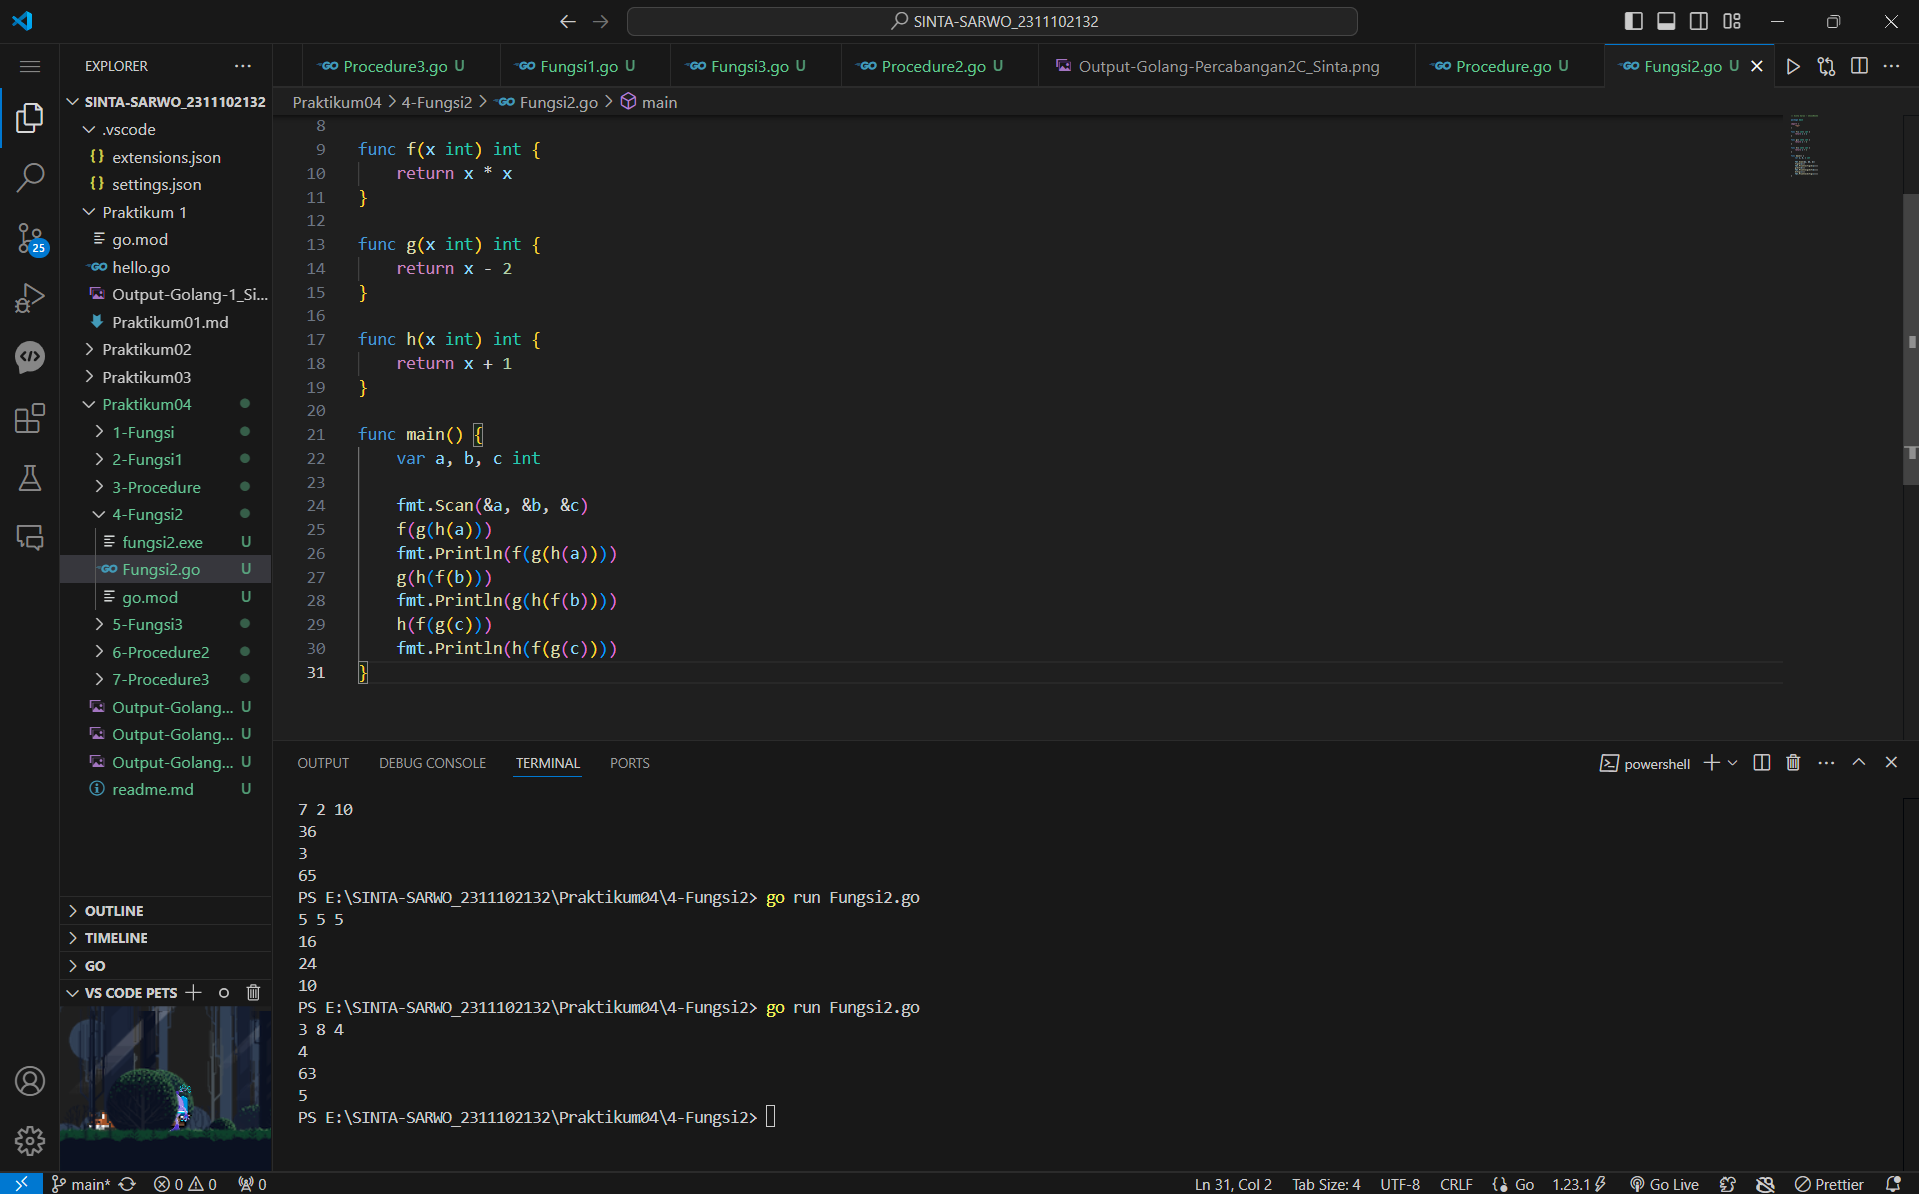 SINTA-SARWO_2311102132
EXPLORER
Procedure3.go U
Fungsi1.go U
Fungsi3.go U
Procedure2.go U
Output-Golang-Percabangan2C_Sinta.png
Procedure.go U
Fungsi2.go U
SINTA-SARWO_2311102132
.vscode
extensions.json
settings.json
Praktikum 1
go.mod
hello.go
Output-Golang-1_Si...
Praktikum01.md
Praktikum02
Praktikum03
Praktikum04
1-Fungsi
2-Fungsi1
3-Procedure
4-Fungsi2
fungsi2.exe U
Fungsi2.go U
go.mod U
5-Fungsi3
6-Procedure2
7-Procedure3
Output-Golang... U
Output-Golang... U
Output-Golang... U
readme.md U
OUTLINE
TIMELINE
GO
VS CODE PETS
25
Praktikum04 > 4-Fungsi2 > Fungsi2.go > main
8
9 func f(x int) int {
10 return x * x
11 }
12
13 func g(x int) int {
14 return x - 2
15 }
16
17 func h(x int) int {
18 return x + 1
19 }
20
21 func main() {
22 var a, b, c int
23
24 fmt.Scan(&a, &b, &c)
25 f(g(h(a)))
26 fmt.Println(f(g(h(a))))
27 g(h(f(b)))
28 fmt.Println(g(h(f(b))))
29 h(f(g(c)))
30 fmt.Println(h(f(g(c))))
31 }
OUTPUT DEBUG CONSOLE TERMINAL PORTS
powershell
7 2 10
36
3
65
PS E:\SINTA-SARWO_2311102132\Praktikum04\4-Fungsi2> go run Fungsi2.go
5 5 5
16
24
10
PS E:\SINTA-SARWO_2311102132\Praktikum04\4-Fungsi2> go run Fungsi2.go
3 8 4
4
63
5
PS E:\SINTA-SARWO_2311102132\Praktikum04\4-Fungsi2>
main* 0 0 0 Ln 31, Col 2 Tab Size: 4 UTF-8 CRLF Go 1.23.1 Go Live Prettier